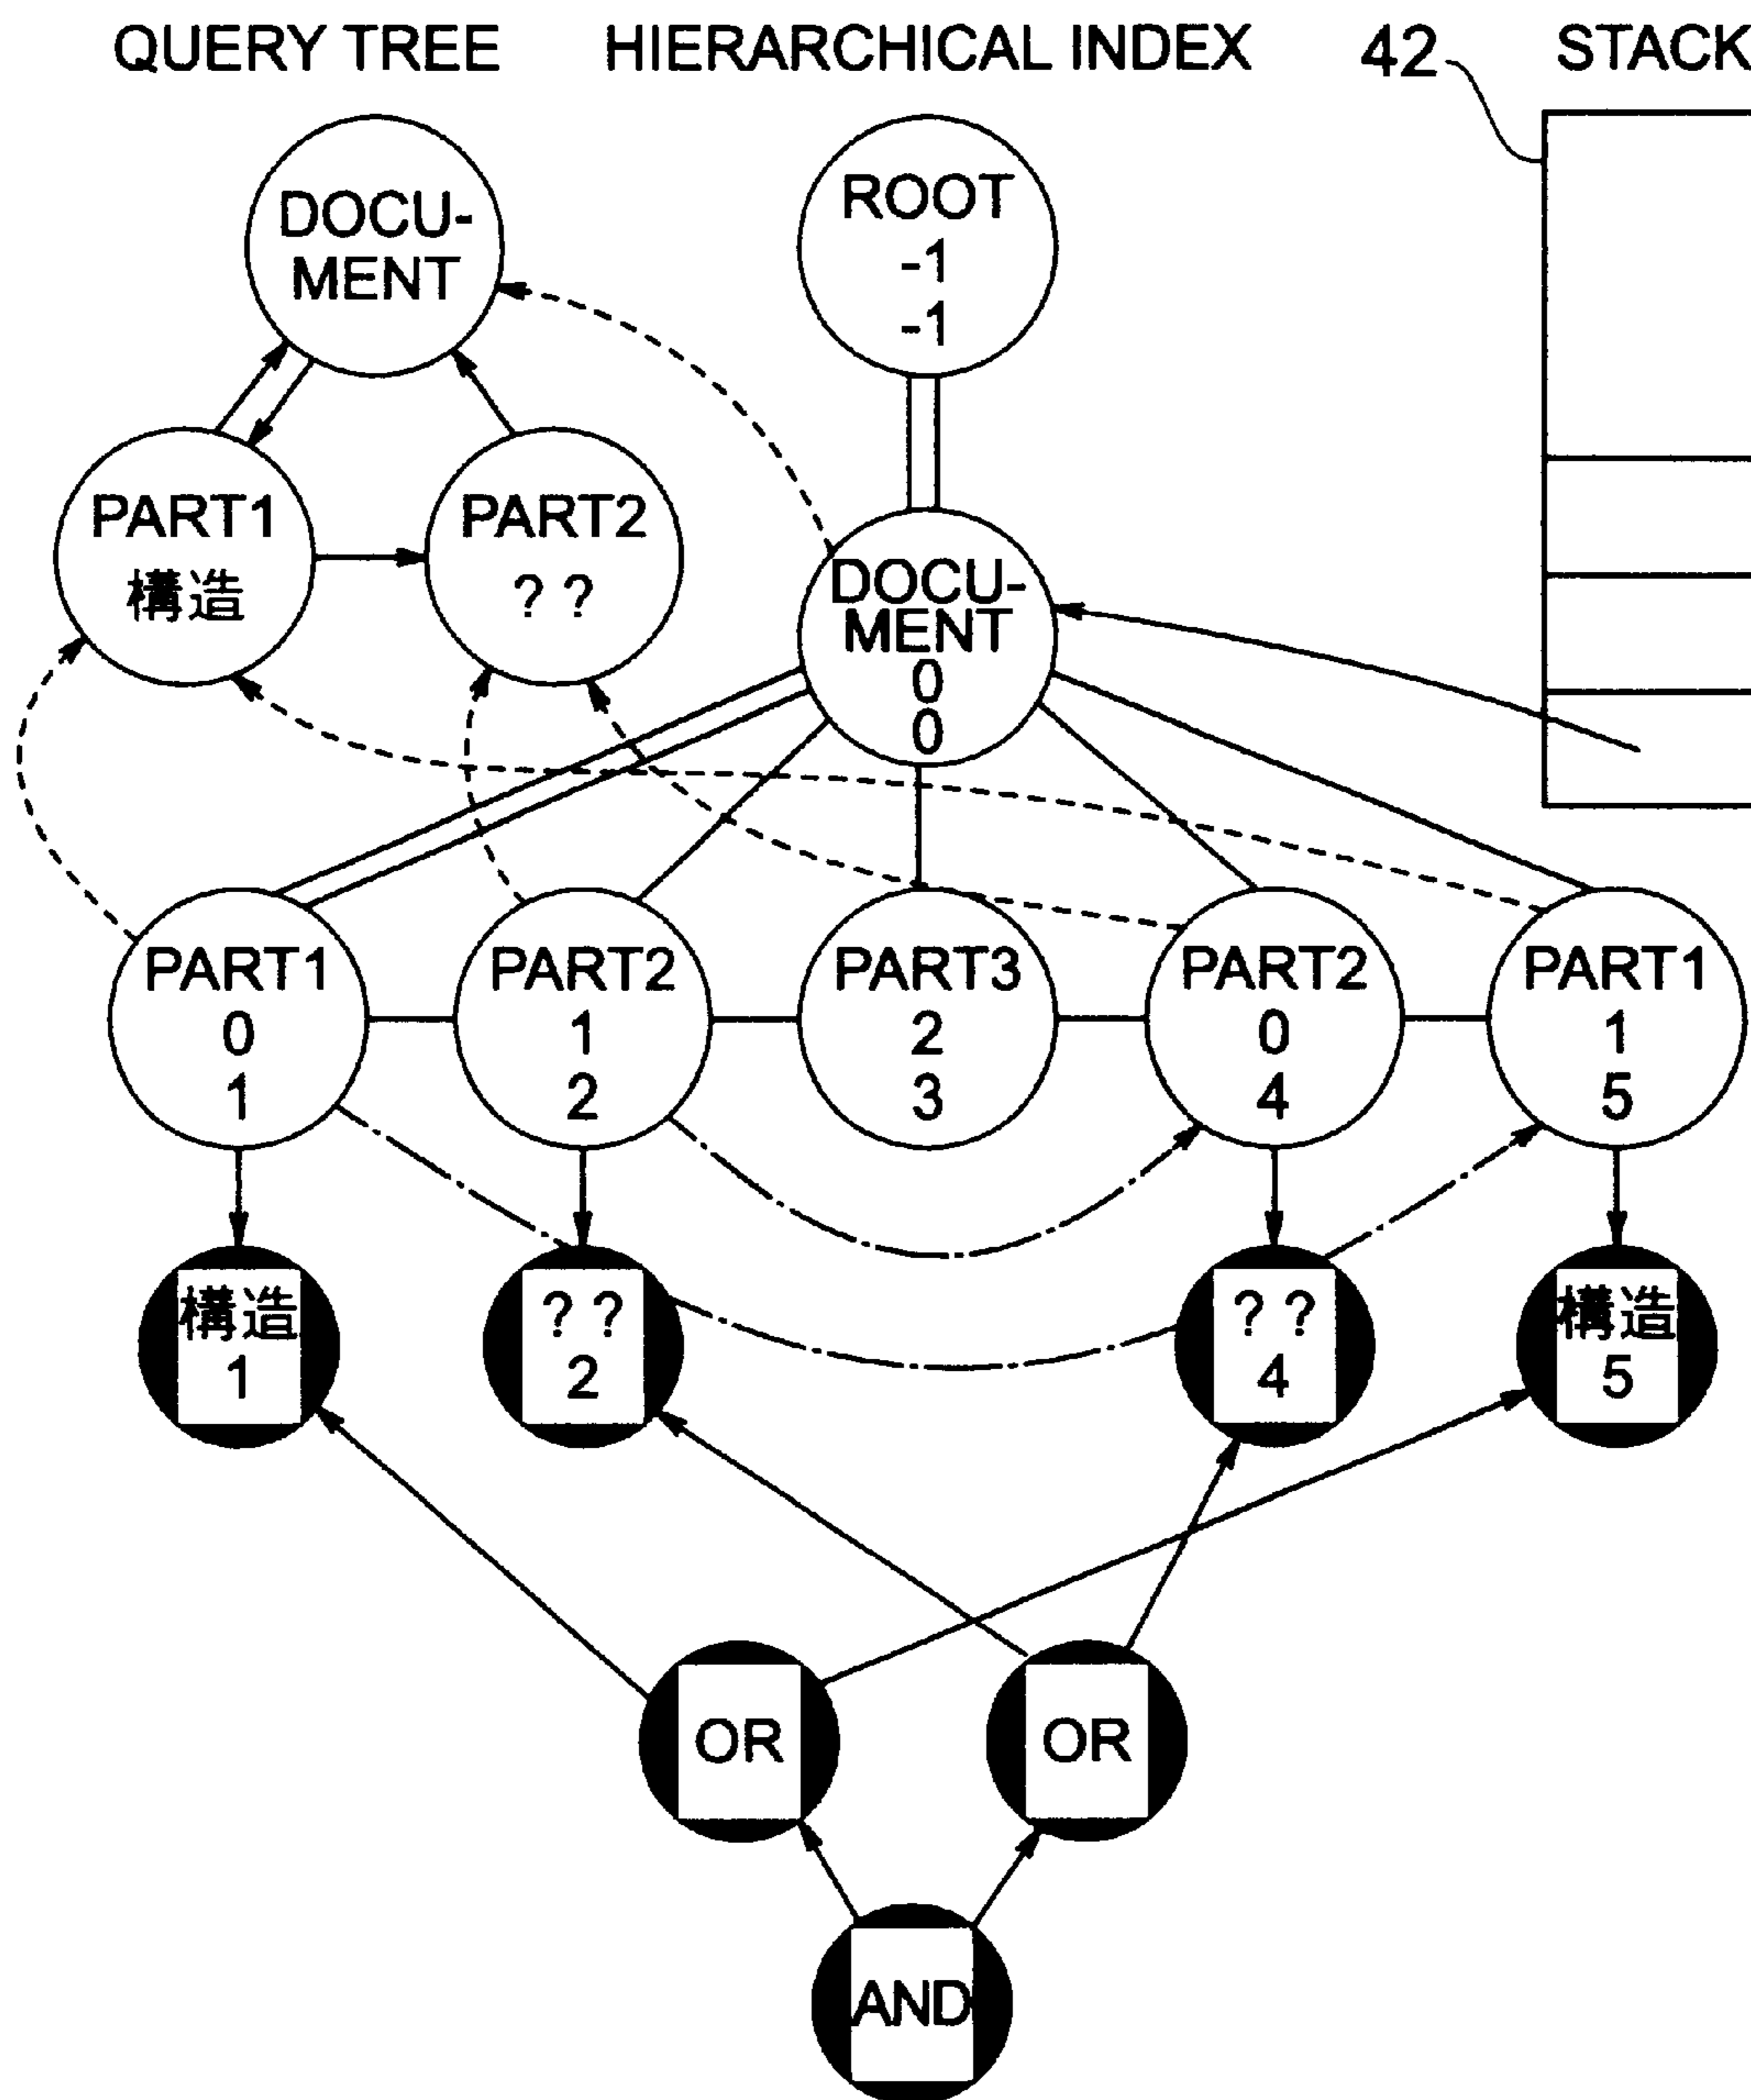 QUERY TREE HIERARCHICAL INDEX 42 STACK
DOCU-
MENT
ROOT
-1
-1
PART1
構造
PART2
? ?
DOCU-
MENT
0
0
PART1
0
1
PART2
1
2
PART3
2
3
PART2
0
4
PART1
1
5
構造
1
? ?
2
? ?
4
構造
5
OR
OR
AND